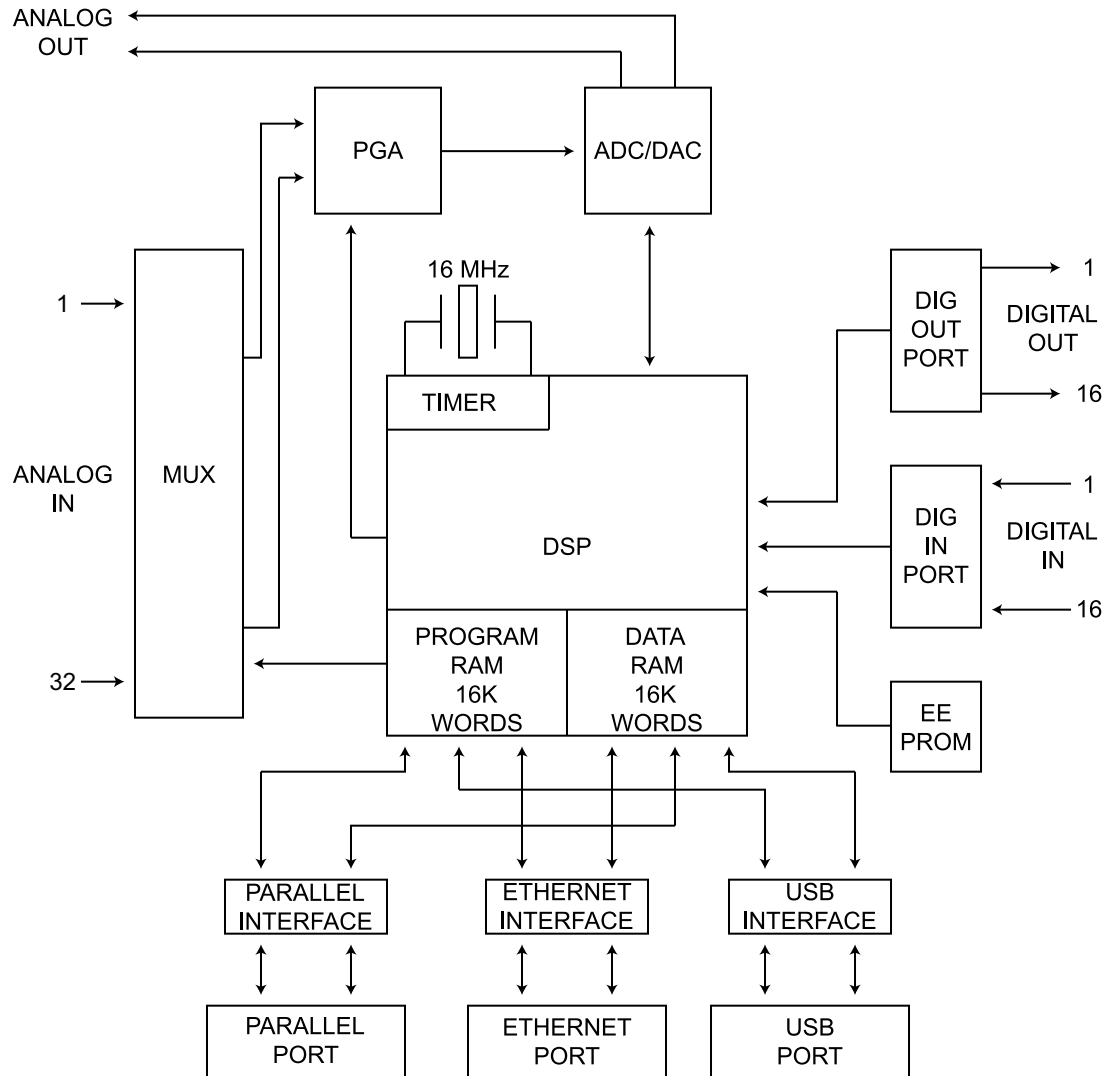 ANALOG
OUT
PGA
ADC/DAC
16 MHz
1
MUX
ANALOG
IN
32
TIMER
DSP
PROGRAM
RAM
16K
WORDS
DATA
RAM
16K
WORDS
DIG
OUT
PORT
1
DIGITAL
OUT
16
DIG
IN
PORT
1
DIGITAL
IN
16
EE
PROM
PARALLEL
INTERFACE
ETHERNET
INTERFACE
USB
INTERFACE
PARALLEL
PORT
ETHERNET
PORT
USB
PORT